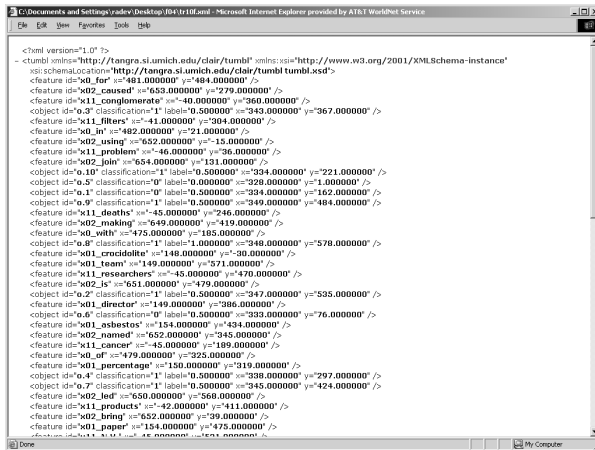 C:\Documents and Settings\radev\Desktop\f04\tr10f.xml - Microsoft Internet Explorer provided by AT&T WorldNet Service
File Edit View Favorites Tools Help
<?xml version="1.0" ?>
- <tumbl xmlns="http://tangra.si.umich.edu/clair/tumbl" xmlns:xsi="http://www.w3.org/2001/XMLSchema-instance"
xsi:schemaLocation="http://tangra.si.umich.edu/clair/tumbl tumbl.xsd">
<feature id="x0_for" x="481.000000" y="484.000000" />
<feature id="x02_caused" x="653.000000" y="279.000000" />
<feature id="x11_conglomerate" x="-40.000000" y="360.000000" />
<object id="o.3" classification="1" label="0.500000" x="343.000000" y="367.000000" />
<feature id="x11_filters" x="-41.000000" y="304.000000" />
<feature id="x0_in" x="482.000000" y="21.000000" />
<feature id="x02_using" x="652.000000" y="-15.000000" />
<feature id="x11_problem" x="-46.000000" y="36.000000" />
<feature id="x02_join" x="654.000000" y="131.000000" />
<object id="o.10" classification="1" label="0.500000" x="334.000000" y="221.000000" />
<object id="o.5" classification="0" label="0.000000" x="328.000000" y="1.000000" />
<object id="o.1" classification="0" label="0.500000" x="334.000000" y="162.000000" />
<object id="o.9" classification="1" label="0.500000" x="349.000000" y="484.000000" />
<feature id="x11_deaths" x="-45.000000" y="246.000000" />
<feature id="x02_making" x="649.000000" y="419.000000" />
<feature id="x0_with" x="475.000000" y="185.000000" />
<object id="o.8" classification="1" label="1.000000" x="348.000000" y="578.000000" />
<feature id="x01_crocidolite" x="148.000000" y="-30.000000" />
<feature id="x01_team" x="149.000000" y="571.000000" />
<feature id="x11_researchers" x="-45.000000" y="470.000000" />
<feature id="x02_is" x="651.000000" y="479.000000" />
<object id="o.2" classification="1" label="0.500000" x="347.000000" y="535.000000" />
<feature id="x01_director" x="149.000000" y="386.000000" />
<object id="o.6" classification="0" label="0.500000" x="333.000000" y="76.000000" />
<feature id="x01_asbestos" x="154.000000" y="434.000000" />
<feature id="x02_named" x="652.000000" y="345.000000" />
<feature id="x11_cancer" x="-45.000000" y="189.000000" />
<feature id="x0_of" x="479.000000" y="325.000000" />
<feature id="x01_percentage" x="150.000000" y="319.000000" />
<object id="o.4" classification="1" label="0.500000" x="338.000000" y="297.000000" />
<object id="o.7" classification="1" label="0.500000" x="345.000000" y="424.000000" />
<feature id="x02_led" x="650.000000" y="568.000000" />
<feature id="x11_products" x="-42.000000" y="411.000000" />
<feature id="x02_bring" x="652.000000" y="39.000000" />
<feature id="x01_paper" x="154.000000" y="475.000000" />
<feature id="x11_N.V." x="-45.000000" y="531.000000" />
Done
My Computer